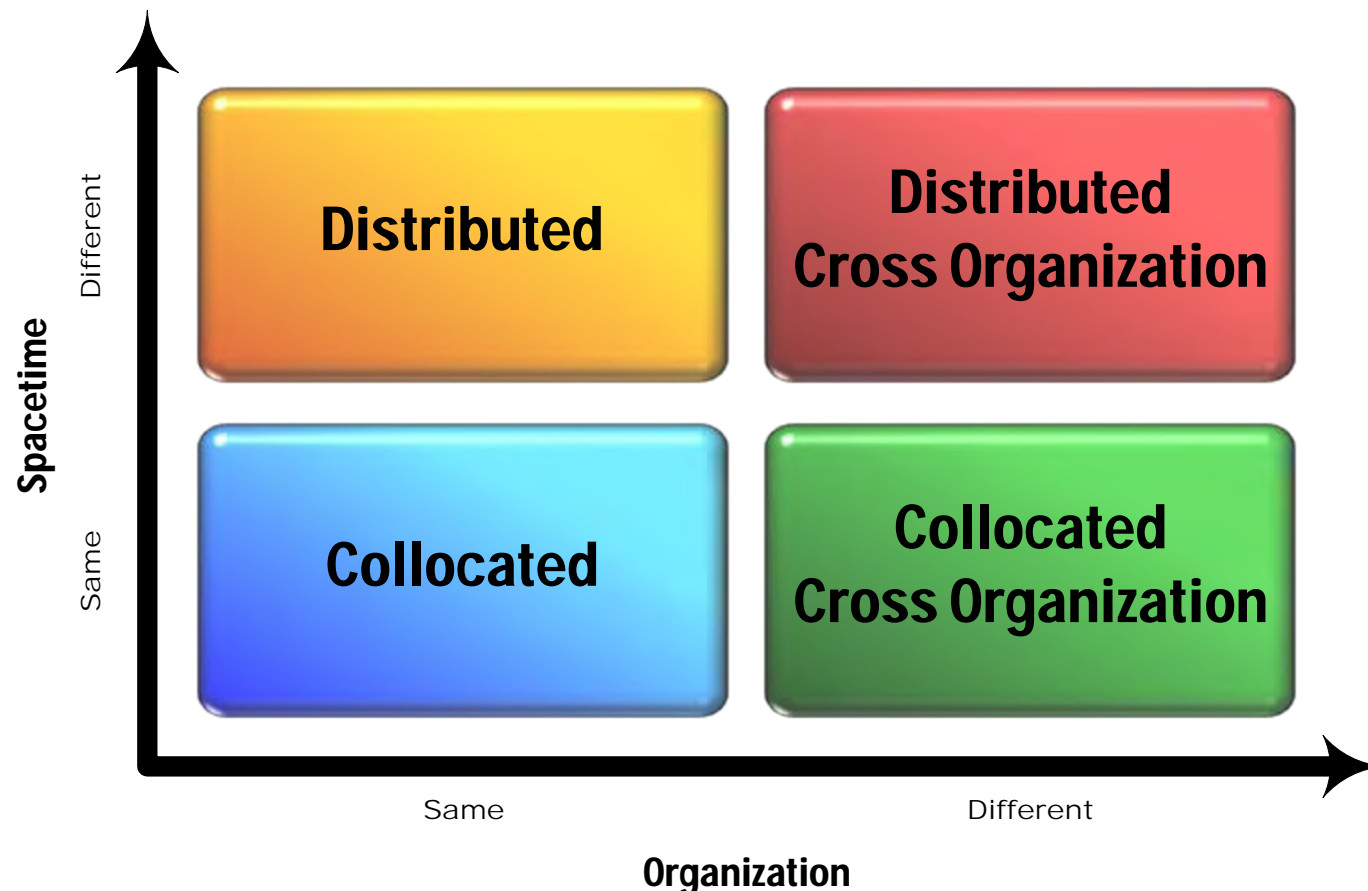 Spacetime
Different
Same
Distributed
Distributed
Cross Organization
Collocated
Collocated
Cross Organization
Same
Different
Organization